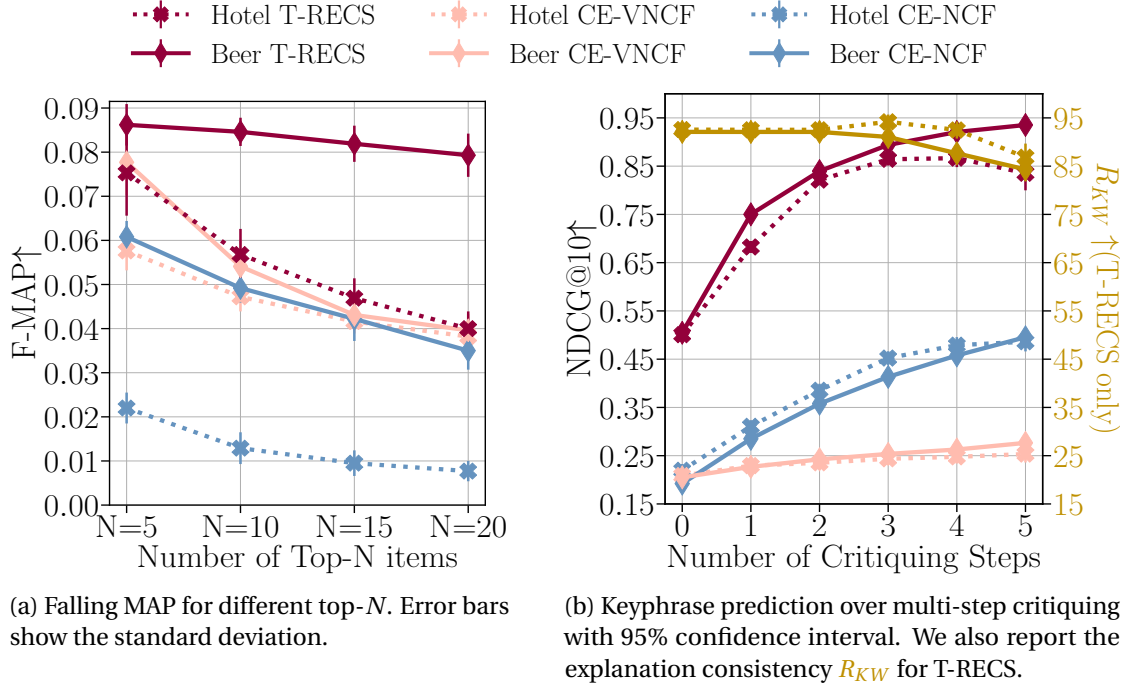 Hotel T-RECS Hotel CE-VNCF Hotel CE-NCF
Beer T-RECS Beer CE-VNCF Beer CE-NCF
F-MAP↑
0.09
0.08
0.07
0.06
0.05
0.04
0.03
0.02
0.01
0.00
N=5 N=10 N=15 N=20
Number of Top-N items
NDCG@10↑
0.95
0.85
0.75
0.65
0.55
0.45
0.35
0.25
0.15
0 1 2 3 4 5
Number of Critiquing Steps
95
85
75
65
55
45
35
25
15
R_KW ↑(T-RECS only)
(a) Falling MAP for different top-N. Error bars
show the standard deviation.
(b) Keyphrase prediction over multi-step critiquing
with 95% confidence interval. We also report the
explanation consistency R_KW for T-RECS.